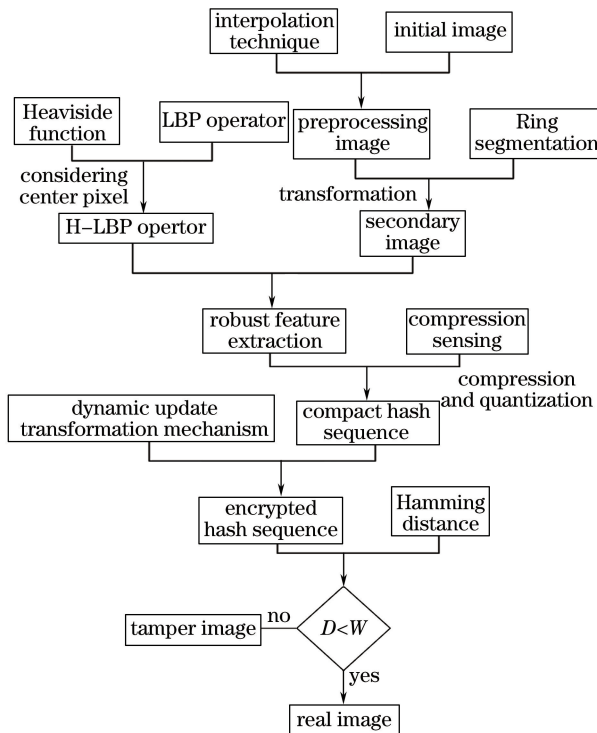 interpolation
technique
initial image
Heaviside
function
LBP operator
preprocessing
image
Ring
segmentation
considering
center pixel
transformation
H-LBP opertor
secondary
image
robust feature
extraction
compression
sensing
compression
and quantization
dynamic update
transformation mechanism
compact hash
sequence
encrypted
hash sequence
Hamming
distance
tamper image
no
D<W
yes
real image